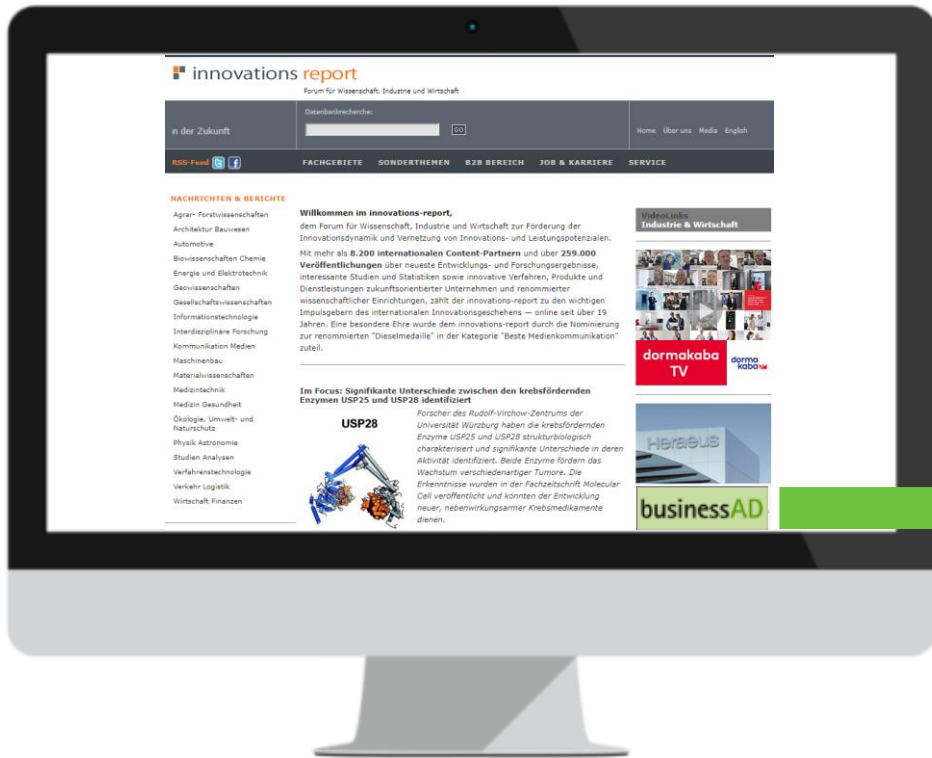 innovations report
Forum für Wissenschaft, Industrie und Wirtschaft
Datenbankrecherche:
n der Zukunft
GO
Home Über uns Media English
RSS-Feed
FACHGEBIETE SONDERTHEMEN B2B BEREICH JOB & KARRIERE SERVICE
NACHRICHTEN & BERICHTE
Agrar- Forstwissenschaften
Architektur Bauwesen
Automotive
Biowissenschaften Chemie
Energie und Elektrotechnik
Geowissenschaften
Gesellschaftswissenschaften
Informationstechnologie
Interdisziplinäre Forschung
Kommunikation Medien
Maschinenbau
Materialwissenschaften
Medizintechnik
Medizin Gesundheit
Ökologie, Umwelt- und
Naturschutz
Physik Astronomie
Studien Analysen
Verfahrenstechnologie
Verkehr Logistik
Wirtschaft Finanzen
Willkommen im innovations-report,
dem Forum für Wissenschaft, Industrie und Wirtschaft zur Förderung der
Innovationsdynamik und Vernetzung von Innovations- und Leistungspotenzialen.
Mit mehr als 8.200 internationalen Content-Partnern und über 259.000
Veröffentlichungen über neueste Entwicklungs- und Forschungsergebnisse,
interessante Studien und Statistiken sowie innovative Verfahren, Produkte und
Dienstleistungen zukunftsorientierter Unternehmen und renommierter
wissenschaftlicher Einrichtungen, zählt der innovations-report zu den wichtigen
Impulsgebern des internationalen Innovationsgeschehens — online seit über 19
Jahren. Eine besondere Ehre wurde dem innovations-report durch die Nominierung
zur renommierten "Dieselmedaille" in der Kategorie "Beste Medienkommunikation"
zuteil.
Im Focus: Signifikante Unterschiede zwischen den krebsfördernden
Enzymen USP25 und USP28 identifiziert
USP28
Forscher des Rudolf-Virchow-Zentrums der
Universität Würzburg haben die krebsfördernden
Enzyme USP25 und USP28 strukturbiologisch
charakterisiert und signifikante Unterschiede in deren
Aktivität identifiziert. Beide Enzyme fördern das
Wachstum verschiedenartiger Tumore. Die
Erkenntnisse wurden in der Fachzeitschrift Molecular
Cell veröffentlicht und könnten der Entwicklung
neuer, nebenwirkungsarmer Krebsmedikamente
dienen.
VideoLinks
Industrie & Wirtschaft
dormakaba
TV
dorma
kaba
Heraeus
businessAD